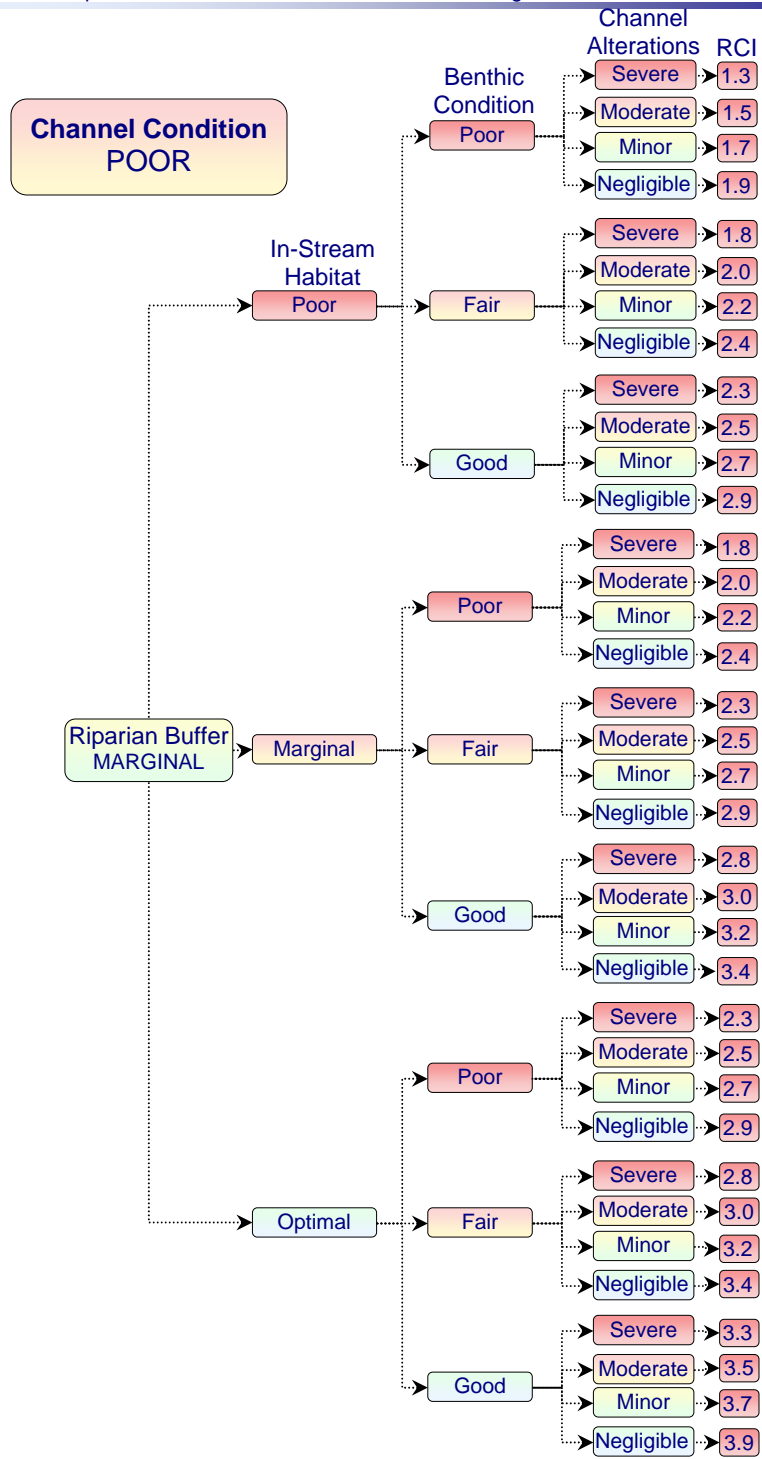 Channel
Alterations RCI
Benthic
Condition
Channel Condition
POOR
In-Stream
Habitat
Riparian Buffer
MARGINAL
Poor
Poor
Severe 1.3
Moderate 1.5
Minor 1.7
Negligible 1.9
Fair
Severe 1.8
Moderate 2.0
Minor 2.2
Negligible 2.4
Good
Severe 2.3
Moderate 2.5
Minor 2.7
Negligible 2.9
Marginal
Poor
Severe 1.8
Moderate 2.0
Minor 2.2
Negligible 2.4
Fair
Severe 2.3
Moderate 2.5
Minor 2.7
Negligible 2.9
Good
Severe 2.8
Moderate 3.0
Minor 3.2
Negligible 3.4
Optimal
Poor
Severe 2.3
Moderate 2.5
Minor 2.7
Negligible 2.9
Fair
Severe 2.8
Moderate 3.0
Minor 3.2
Negligible 3.4
Good
Severe 3.3
Moderate 3.5
Minor 3.7
Negligible 3.9